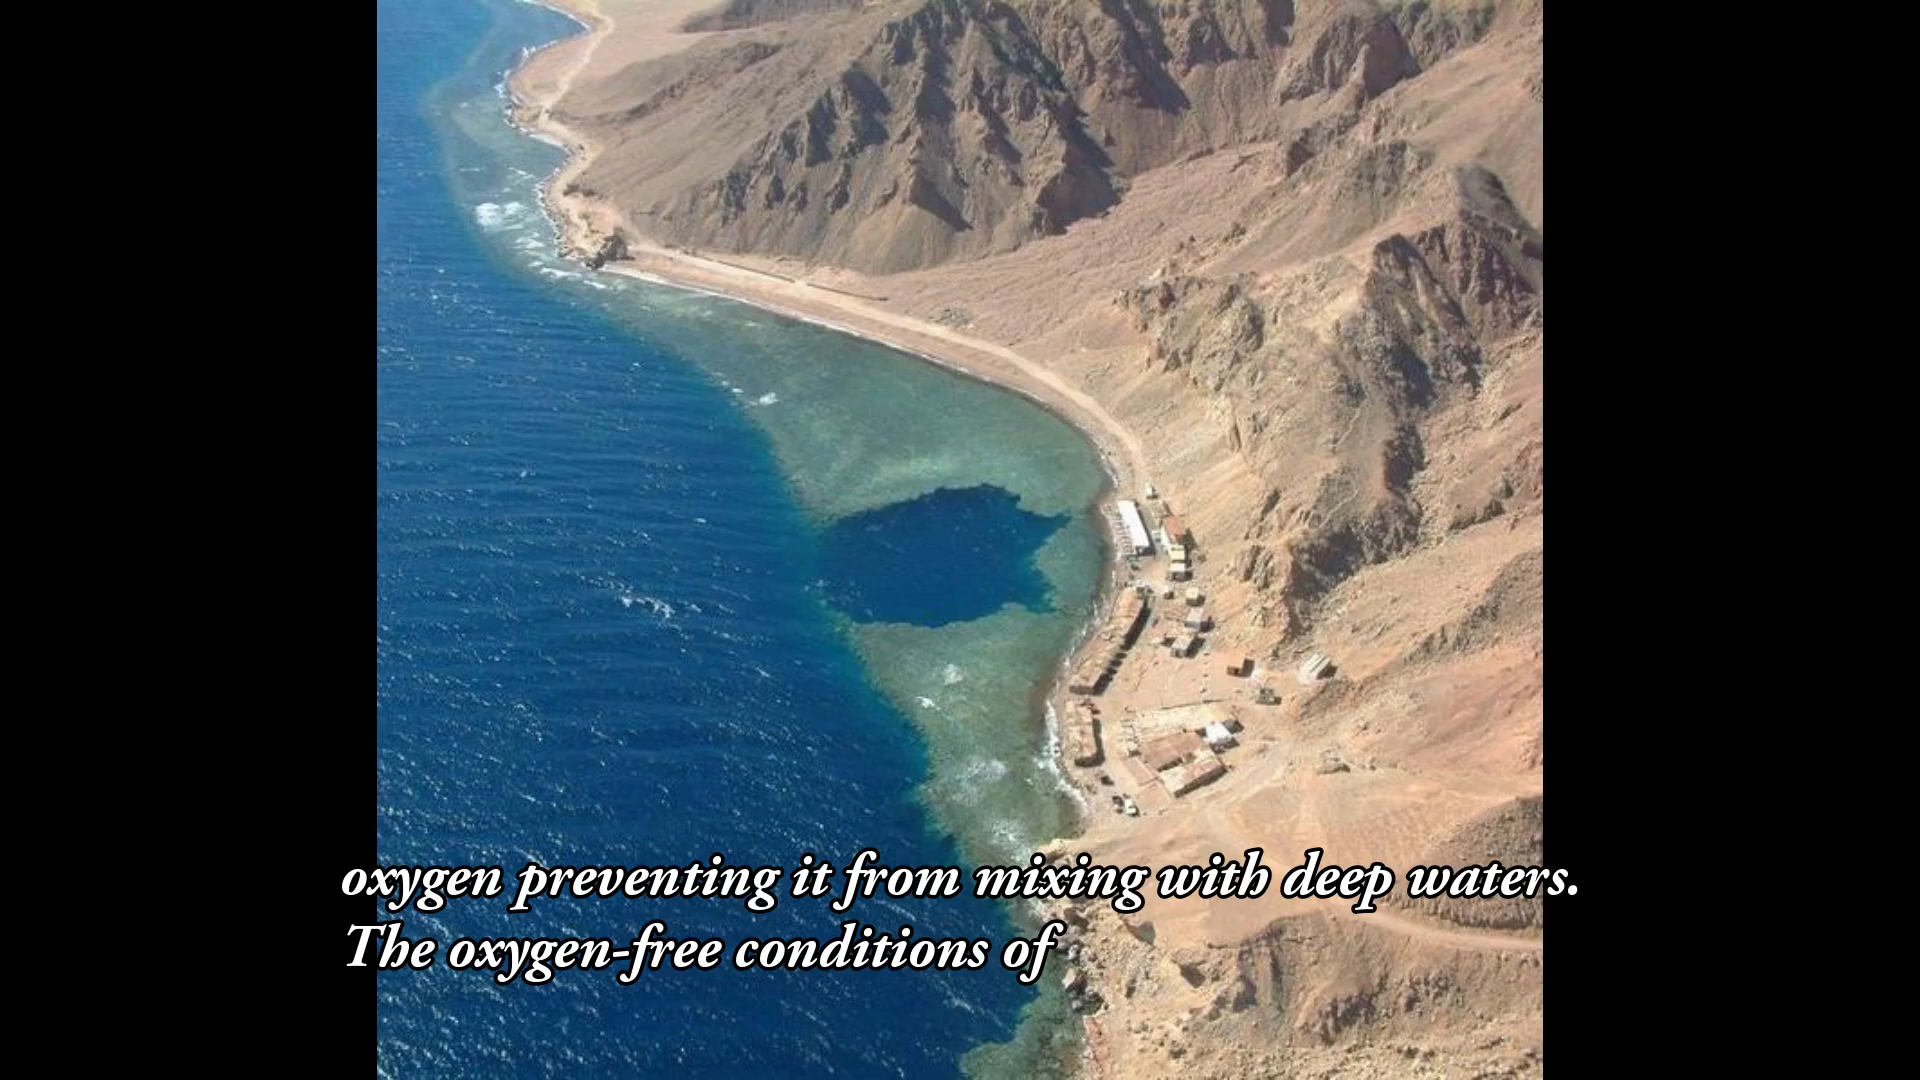 oxygen preventing it from mixing with deep waters.
The oxygen-free conditions of